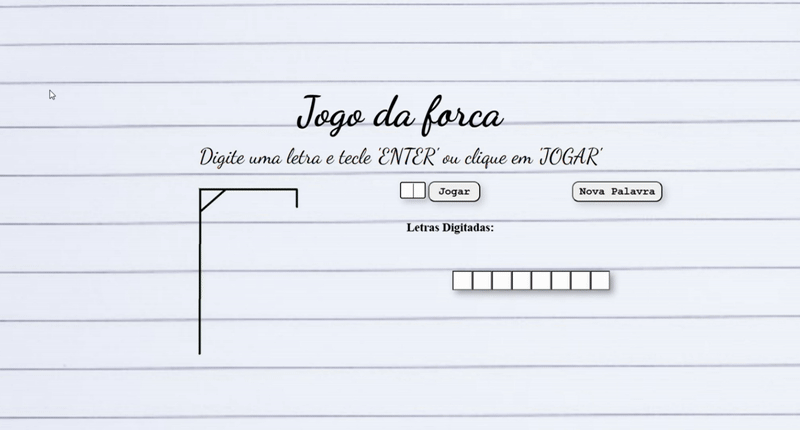 Jogo da forca
Digite uma letra e tecle 'ENTER' ou clique em 'JOGAR'
Jogar
Nova Palavra
Letras Digitadas: